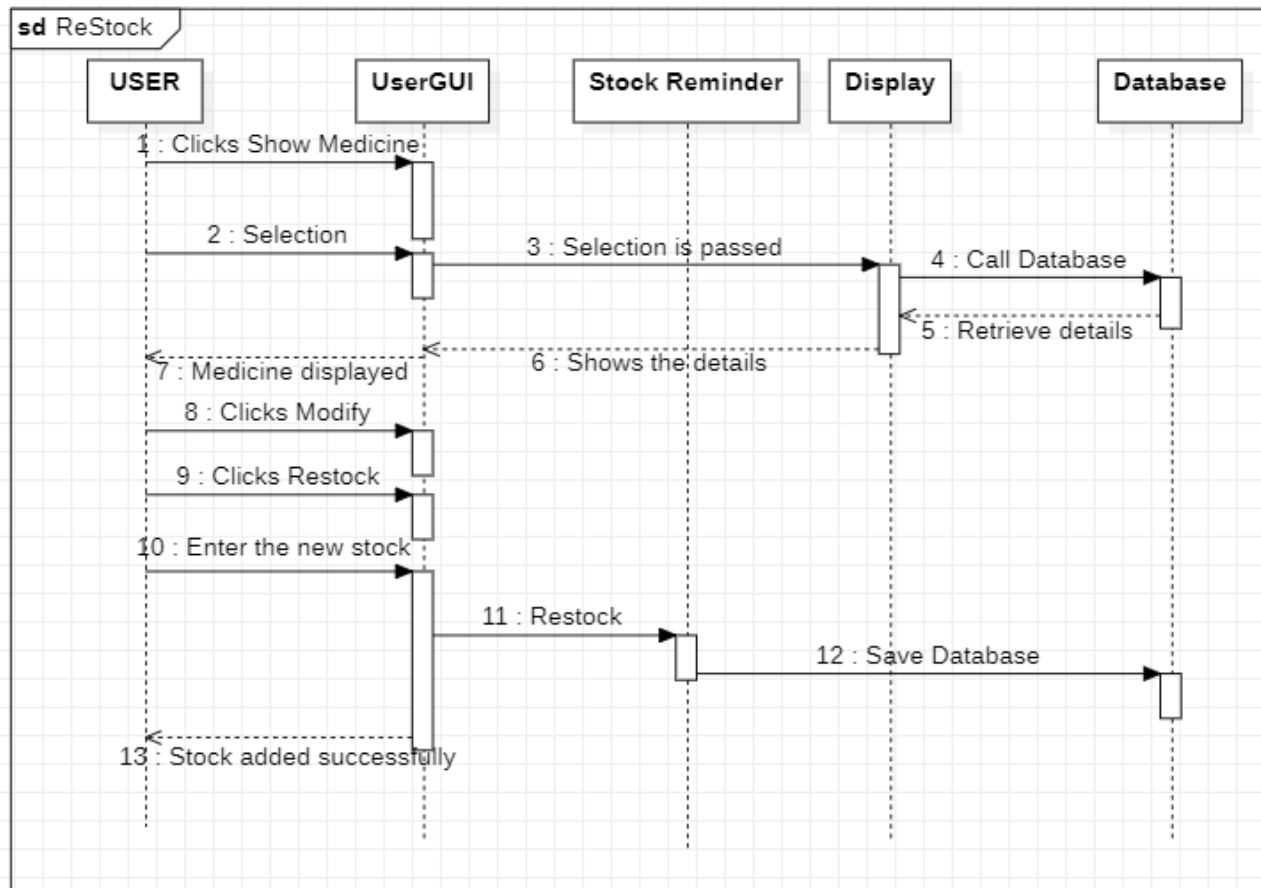 sd ReStock
USER
UserGUI
Stock Reminder
Display
Database
1 : Clicks Show Medicine
2 : Selection
3 : Selection is passed
4 : Call Database
5 : Retrieve details
6 : Shows the details
7 : Medicine displayed
8 : Clicks Modify
9 : Clicks Restock
10 : Enter the new stock
11 : Restock
12 : Save Database
13 : Stock added successfully